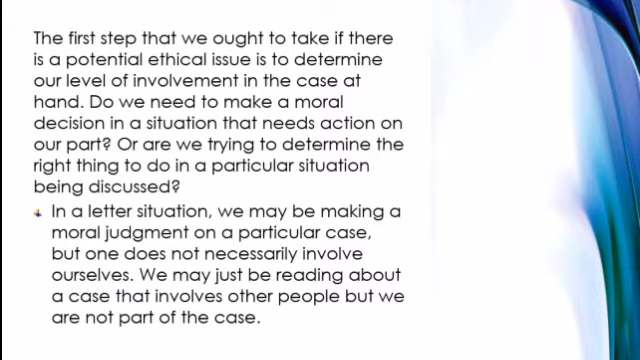 The first step that we ought to take if there
is a potential ethical issue is to determine
our level of involvement in the case at
hand. Do we need to make a moral
decision in a situation that needs action on
our part? Or are we trying to determine the
right thing to do in a particular situation
being discussed?
In a letter situation, we may be making a
moral judgment on a particular case,
but one does not necessarily involve
ourselves. We may just be reading about
a case that involves other people but we
are not part of the case.